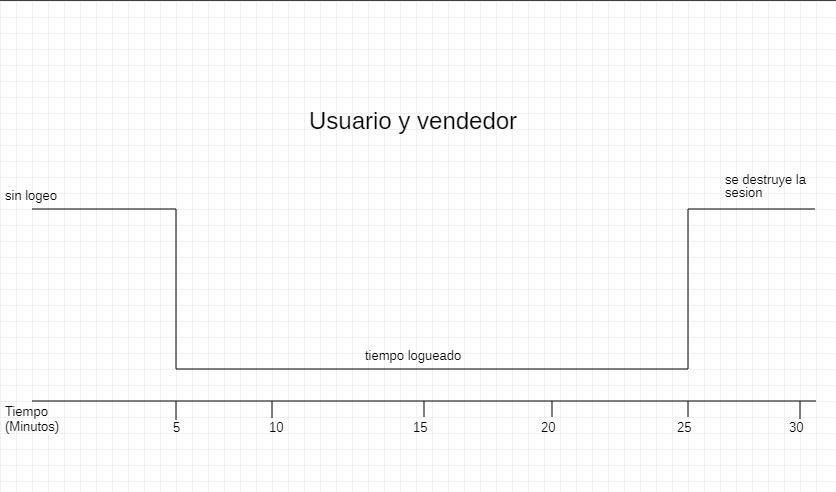 Usuario y vendedor
se destruye la
sesion
sin logeo
tiempo logueado
Tiempo
(Minutos)
5
10
15
20
25
30